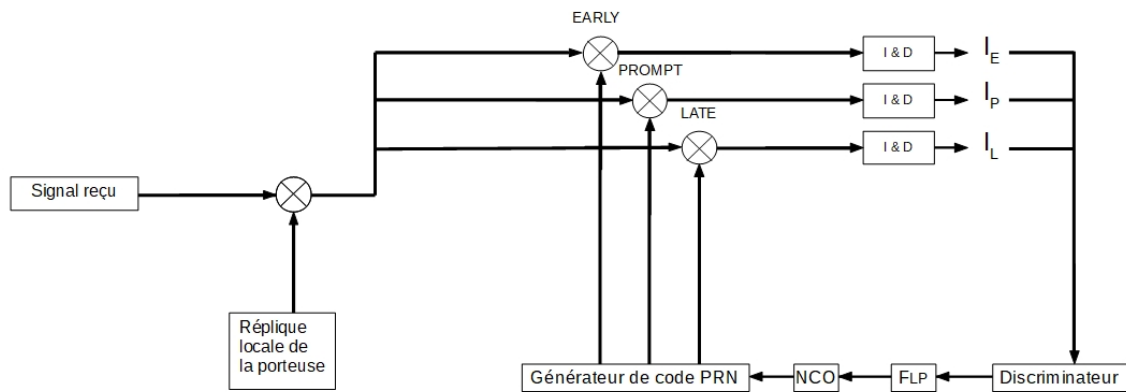 EARLY
I & D
I_E
PROMPT
I & D
I_P
LATE
I & D
I_L
Signal reçu
Réplique
locale de
la porteuse
Générateur de code PRN
NCO
FLP
Discriminateur